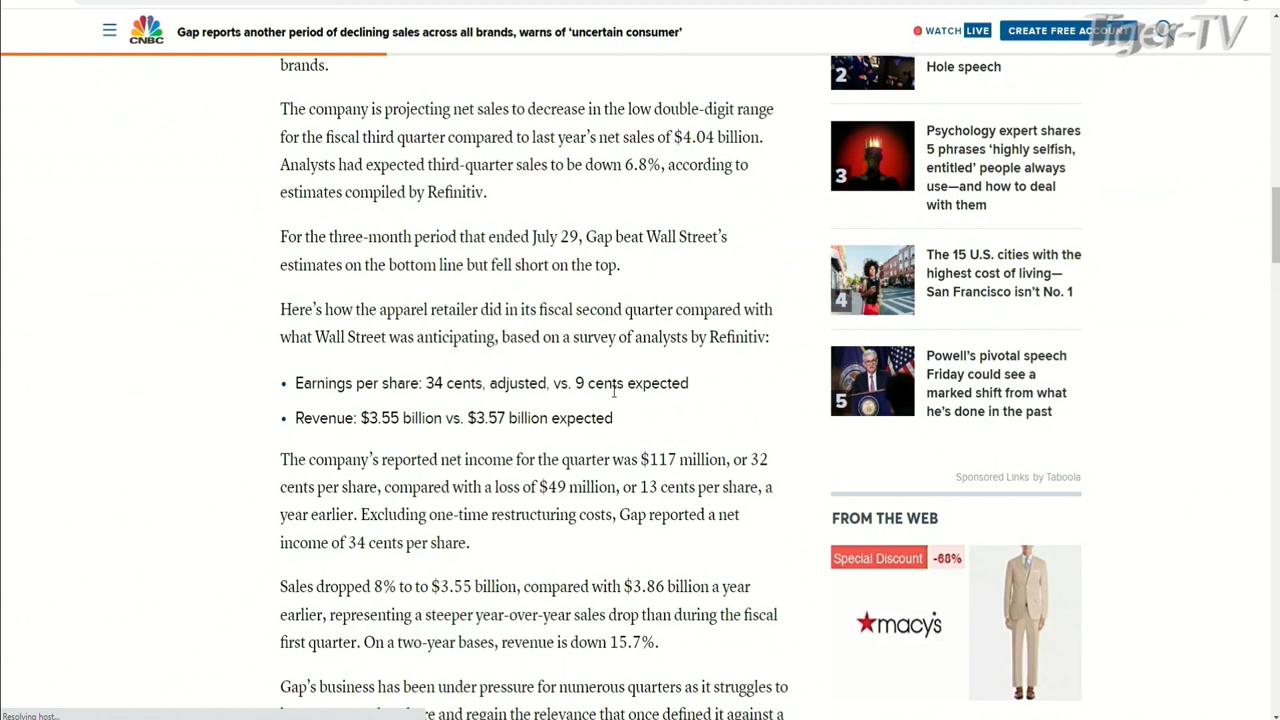 CNBC
Gap reports another period of declining sales across all brands, warns of ‘uncertain consumer’
WATCH LIVE
CREATE FREE ACCOUNT
Tiger-TV
brands.
The company is projecting net sales to decrease in the low double-digit range
for the fiscal third quarter compared to last year’s net sales of $4.04 billion.
Analysts had expected third-quarter sales to be down 6.8%, according to
estimates compiled by Refinitiv.
For the three-month period that ended July 29, Gap beat Wall Street’s
estimates on the bottom line but fell short on the top.
Here’s how the apparel retailer did in its fiscal second quarter compared with
what Wall Street was anticipating, based on a survey of analysts by Refinitiv:
• Earnings per share: 34 cents, adjusted, vs. 9 cents expected
• Revenue: $3.55 billion vs. $3.57 billion expected
The company’s reported net income for the quarter was $117 million, or 32
cents per share, compared with a loss of $49 million, or 13 cents per share, a
year earlier. Excluding one-time restructuring costs, Gap reported a net
income of 34 cents per share.
Sales dropped 8% to to $3.55 billion, compared with $3.86 billion a year
earlier, representing a steeper year-over-year sales drop than during the fiscal
first quarter. On a two-year bases, revenue is down 15.7%.
Gap’s business has been under pressure for numerous quarters as it struggles to
and regain the relevance that once defined it against a
Resolving host...
2
Hole speech
3
Psychology expert shares
5 phrases ‘highly selfish,
entitled’ people always
use—and how to deal
with them
4
The 15 U.S. cities with the
highest cost of living—
San Francisco isn’t No. 1
5
Powell’s pivotal speech
Friday could see a
marked shift from what
he’s done in the past
Sponsored Links by Taboola
FROM THE WEB
Special Discount -68%
macy's